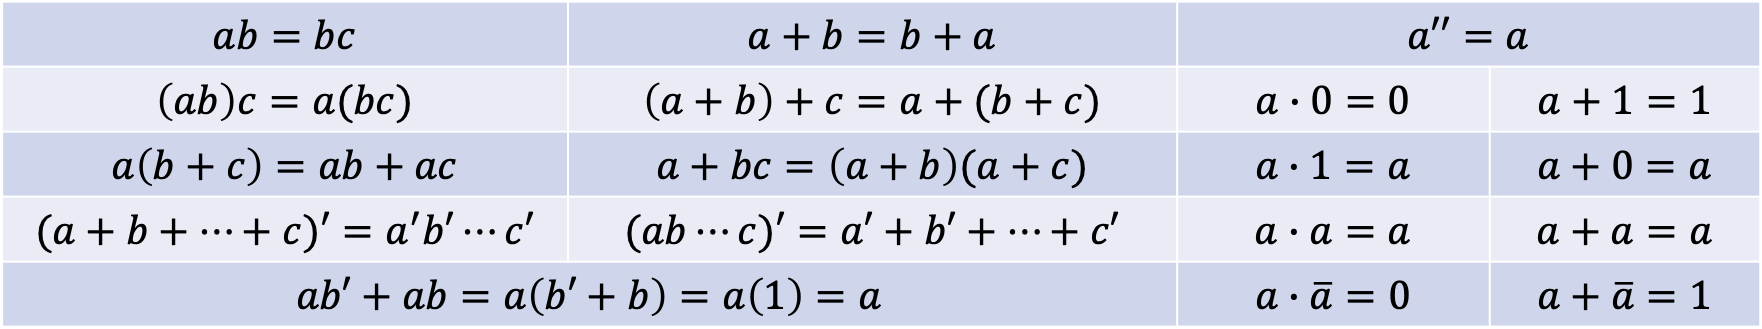 ab = bc a + b = b + a a′′ = a
(ab)c = a(bc) (a + b) + c = a + (b + c) a · 0 = 0 a + 1 = 1
a(b + c) = ab + ac a + bc = (a + b)(a + c) a · 1 = a a + 0 = a
(a + b + ⋯ + c)′ = a′b′ ⋯ c′ (ab ⋯ c)′ = a′ + b′ + ⋯ + c′ a · a = a a + a = a
ab′ + ab = a(b′ + b) = a(1) = a a · ā = 0 a + ā = 1